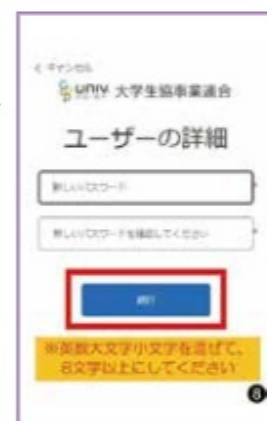 < キャンセル
UNIV. 大学生協事業連合
ユーザーの詳細
新しいパスワード
新しいパスワードを確認してください
続行
※英数大文字小文字を混ぜて、
8文字以上にしてください
❽